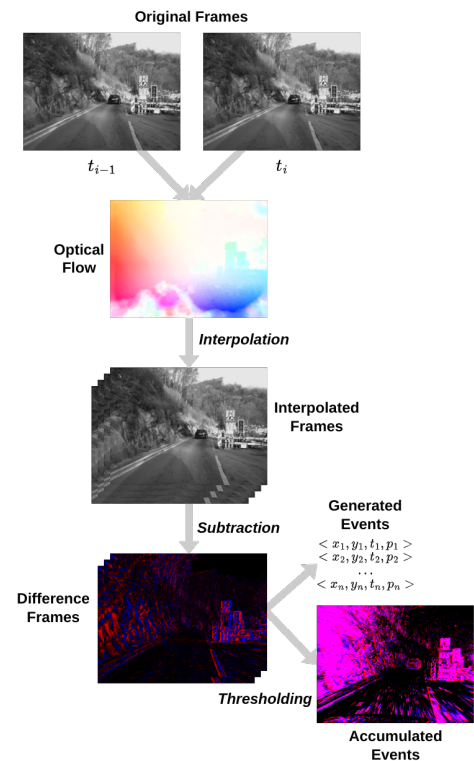 Original Frames
t_{i-1}
t_i
Optical
Flow
Interpolation
Interpolated
Frames
Subtraction
Generated
Events
< x_1, y_1, t_1, p_1 >
< x_2, y_2, t_2, p_2 >
...
< x_n, y_n, t_n, p_n >
Difference
Frames
Thresholding
Accumulated
Events